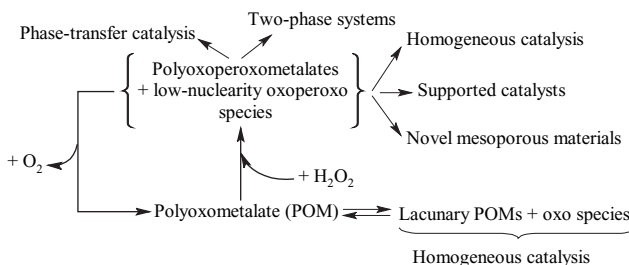 Phase-transfer catalysis
Two-phase systems
Polyoxoperoxometalates
+ low-nuclearity oxoperoxo
species
Homogeneous catalysis
Supported catalysts
Novel mesoporous materials
+ O₂
+ H₂O₂
Polyoxometalate (POM)
Lacunary POMs + oxo species
Homogeneous catalysis